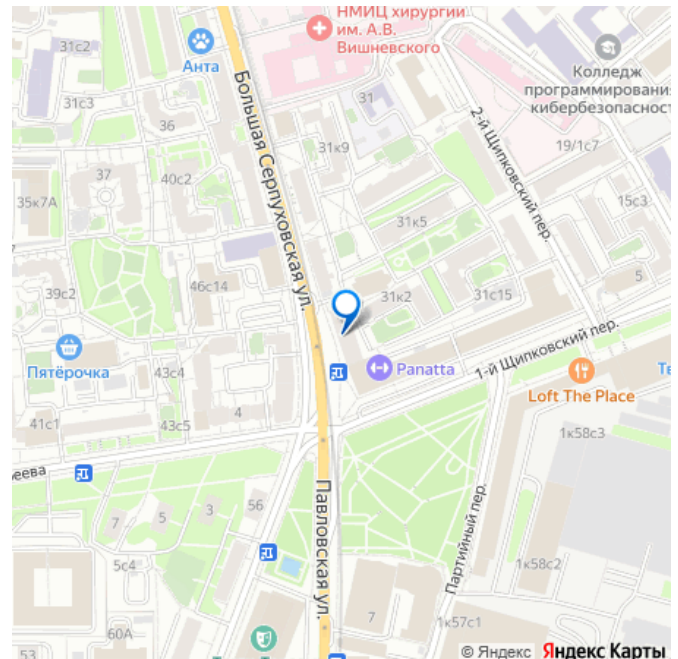 НМИЦ хирургии
им. А.В.
Вишневского
31с2
Анта
Колледж
программирования
кибербезопасност
31с3
36
31
2-й Щипковский пер.
31к9
19/1с7
37
40с2
35к7А
Большая Серпуховская ул.
31к5
15с3
39с2
46с14
31к2
31с15
5
Пятёрочка
43с4
Panatta
1-й Щипковский пер.
Loft The Place
Тв
41с1
43с5
4
1к58с3
еева
7
5
3
56
Павловская ул.
Партийный пер.
5с4
1к58с2
7
60А
1к57с1
53
© Яндекс Яндекс Карты